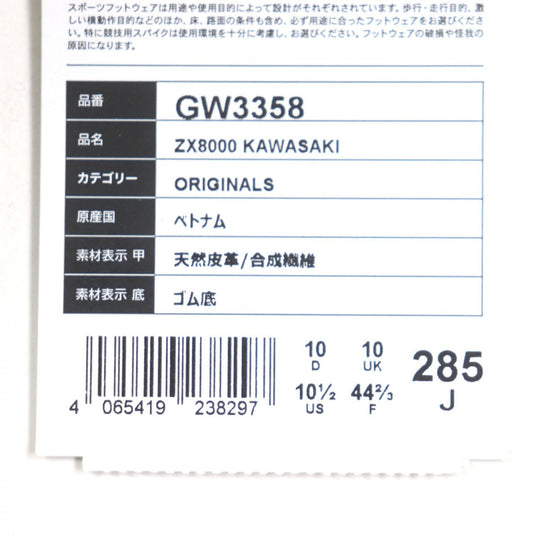 スポーツフットウェアは用途や使用目的によって設計がそれぞれされています。歩行・走行目的、激
しい横動作目的などのほか、床、路面の条件も含め、必ず用途に合ったフットウェアをお選びくださ
い。特に競技用スパイクは使用環境を十分に考慮し、お選びください。フットウェアの破損や怪我の
原因になります。
品番 GW3358
品名 ZX8000 KAWASAKI
カテゴリー ORIGINALS
原産国 ベトナム
素材表示 甲 天然皮革/合成繊維
素材表示 底 ゴム底
10 10 285
D UK J
10½ 44⅔
US F
4 065419 238297